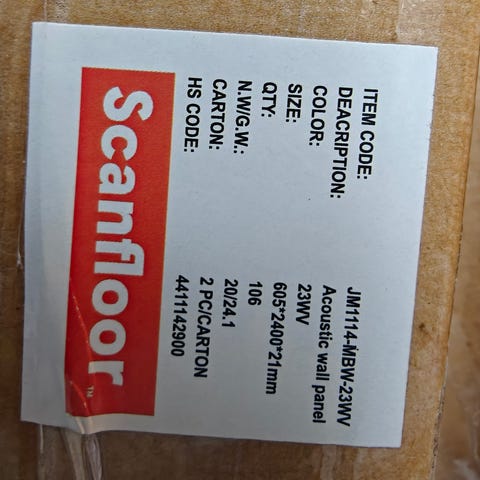 ITEM CODE: JM1114-MBW-23WV
DEACRIPTION: Acoustic wall panel
COLOR: 23WV
SIZE: 605*2400*21mm
QTY: 106
N.W/G.W.: 20/24.1
CARTON: 2 PC/CARTON
HS CODE: 4411142900
Scanfloor™